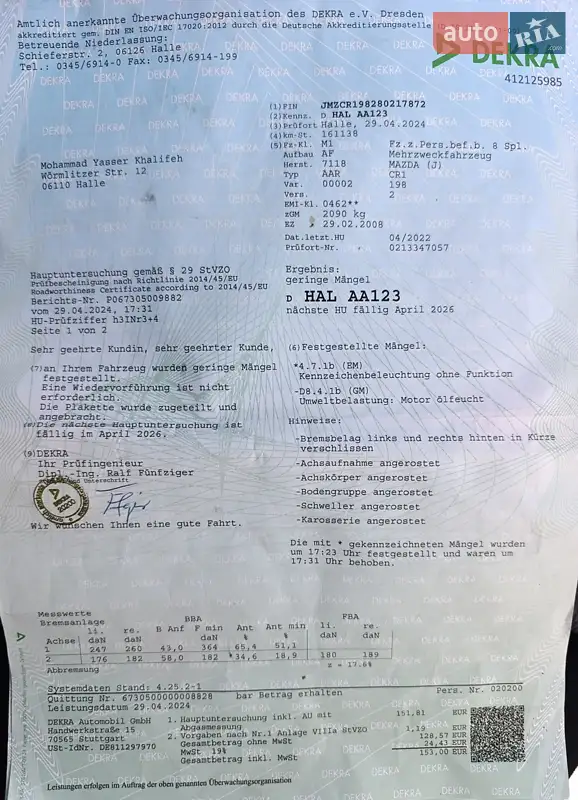 Amtlich anerkannte Überwachungsorganisation des DEKRA e.V. Dresden
akkreditiert gem. DIN EN ISO/IEC 17020:2012 durch die Deutsche Akkreditierungsstelle
Betreuende Niederlassung:
Schieferstr. 2, 06126 Halle
Tel.: 0345/6914-0 Fax: 0345/6914-199
auto RIA.com
DEKRA
412125985
Mohammad Yasser Khalifeh
Wörmlitzer Str. 12
06110 Halle
(1) FIN JMZCR198280217872
(2) Kennz. D HAL AA123
(3) Prüfort Halle, 29.04.2024
(4) km-St. 161138
(5) Fz.-Kl. M1 Fz.z.Pers.bef.b. 8 Spl.
Aufbau AF Mehrzweckfahrzeug
Herst. 7118 MAZDA (J)
Typ AAR CR1
Var. 00002 198
Vers. 2
EMI-Kl. 0462**
zGM 2090 kg
EZ 29.02.2008
Dat.letzt.HU 04/2022
Prüfort-Nr. 0213347057
Hauptuntersuchung gemäß § 29 StVZO
Prüfbescheinigung nach Richtlinie 2014/45/EU
Roadworthiness Certificate according to 2014/45/EU
Berichts-Nr. P067305009882
vom 29.04.2024, 17:31
HU-Prüfziffer h3INr3+4
Seite 1 von 2
Ergebnis:
geringe Mängel
D HAL AA123
nächste HU fällig April 2026
Sehr geehrte Kundin, sehr geehrter Kunde,
(7) an Ihrem Fahrzeug wurden geringe Mängel
festgestellt.
Eine Wiedervorführung ist nicht
erforderlich.
Die Plakette wurde zugeteilt und
angebracht.
(8) Die nächste Hauptuntersuchung ist
fällig im April 2026.
(9) DEKRA
Ihr Prüfingenieur
Dipl.-Ing. Ralf Fünfziger
und Unterschrift
DEKRA
20200
Wir wünschen Ihnen eine gute Fahrt.
(6) Festgestellte Mängel:
*4.7.1b (EM)
Kennzeichenbeleuchtung ohne Funktion
-D8.4.1b (GM)
Umweltbelastung: Motor ölfeucht
Hinweise:
-Bremsbelag links und rechts hinten in Kürze
verschlissen
-Achsaufnahme angerostet
-Achskörper angerostet
-Bodengruppe angerostet
-Schweller angerostet
-Karosserie angerostet
Die mit * gekennzeichneten Mängel wurden
um 17:23 Uhr festgestellt und waren um
17:31 Uhr behoben.
Messwerte
Bremsanlage BBA FBA
li. re. B Anf F min Ant Ant min li. re.
Achse daN daN daN % % daN daN
1 247 260 43,0 364 65,4 51,1
2 176 182 58,0 182 *34,6 18,9 180 189
Abbremsung z = 17.6%
Systemdaten Stand: 4.25.2-1
Quittung Nr. 67305000000008828 bar Betrag erhalten Pers. Nr. 020200
Leistungsdatum 29.04.2024
DEKRA Automobil GmbH
Handwerkstraße 15
70565 Stuttgart
USt-IdNr. DE811297970
1. Hauptuntersuchung inkl. AU mit 151,81 EUR
Abgasmessung
2. Vorgaben nach Nr.1 Anlage VIIIa StVZO 1,19 EUR
Gesamtbetrag ohne MwSt 128,57 EUR
MwSt. 19% 24,43 EUR
Gesamtbetrag inkl. MwSt. 153,00 EUR
Leistungen erfolgen im Auftrag der oben genannten Überwachungsorganisation